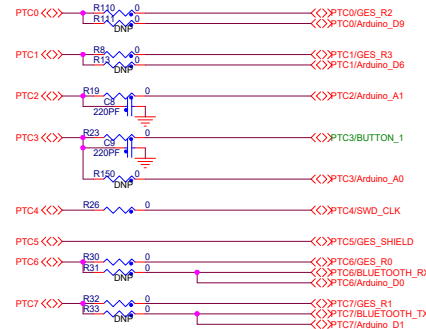 PTC0 R110 0 PTC0/GES_R2
R111 0 PTC0/Arduino_D9
DNP
PTC1 R8 0 PTC1/GES_R3
R13 0 PTC1/Arduino_D6
DNP
PTC2 R19 0 PTC2/Arduino_A1
C8
220PF
PTC3 R23 0 PTC3/BUTTON_1
C9
220PF
R150 0 PTC3/Arduino_A0
DNP
PTC4 R26 0 PTC4/SWD_CLK
PTC5 PTC5/GES_SHIELD
PTC6 R30 0 PTC6/GES_R0
R31 0 PTC6/BLUETOOTH_RX
DNP PTC6/Arduino_D0
PTC7 R32 0 PTC7/GES_R1
R33 0 PTC7/BLUETOOTH_TX
DNP PTC7/Arduino_D1